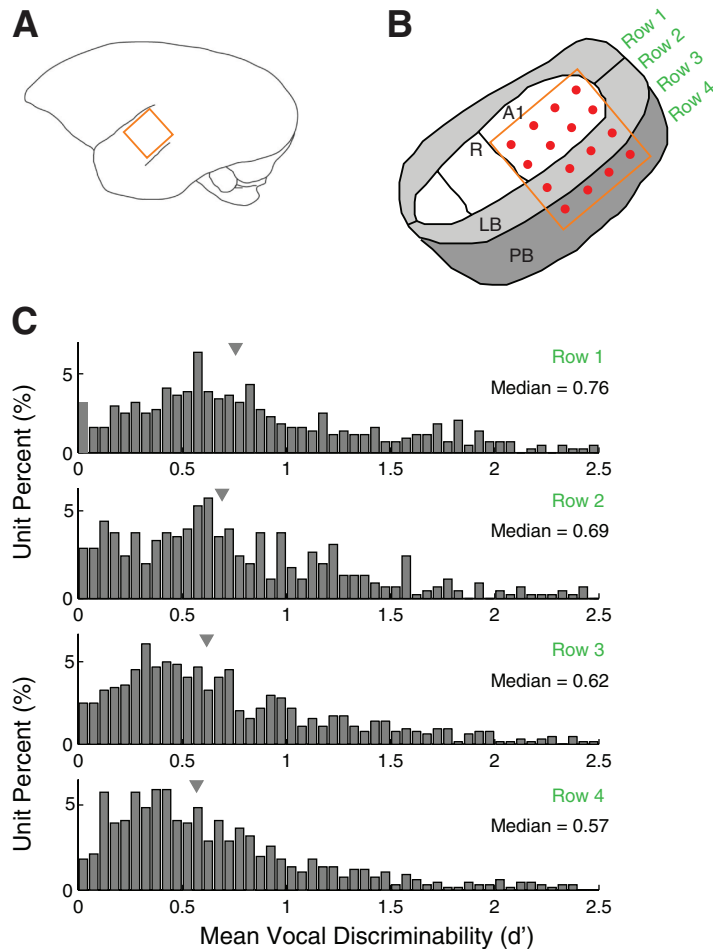 A
B
Row 1
Row 2
Row 3
Row 4
A1
R
LB
PB
C
Row 1
Median = 0.76
5
0
0 0.5 1 1.5 2 2.5
Unit Percent (%)
Row 2
Median = 0.69
5
0
0 0.5 1 1.5 2 2.5
Row 3
Median = 0.62
5
0
0 0.5 1 1.5 2 2.5
Unit Percent (%)
Row 4
Median = 0.57
5
0
0 0.5 1 1.5 2 2.5
Mean Vocal Discriminability (d')